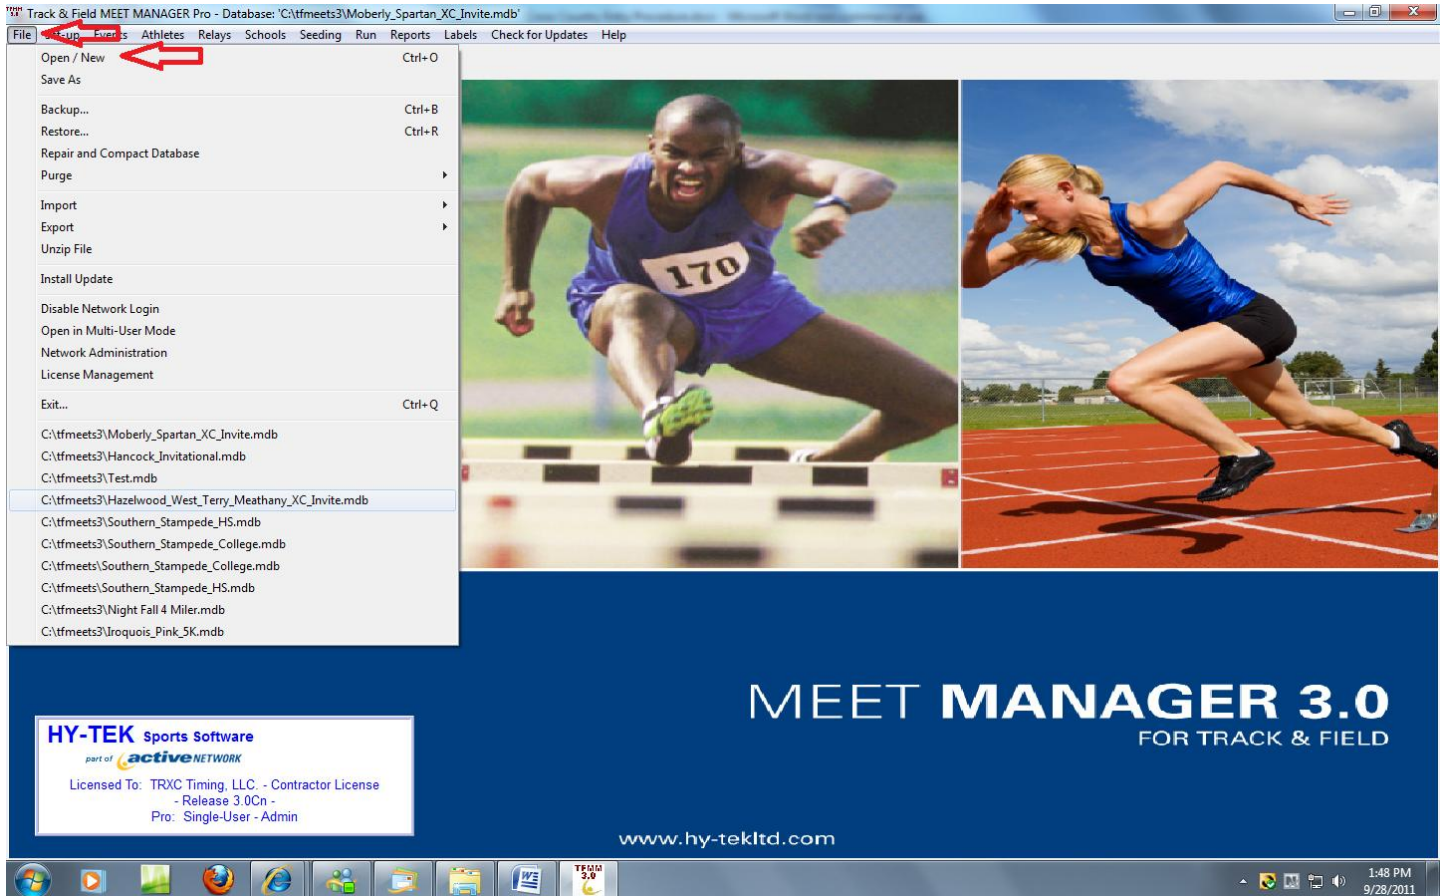 Track & Field MEET MANAGER Pro - Database: 'C:\tfmeets3\Moberly_Spartan_XC_Invite.mdb'
File Set-up Events Athletes Relays Schools Seeding Run Reports Labels Check for Updates Help
Open / New Ctrl+O
Save As
Backup... Ctrl+B
Restore... Ctrl+R
Repair and Compact Database
Purge
Import
Export
Unzip File
Install Update
Disable Network Login
Open in Multi-User Mode
Network Administration
License Management
Exit... Ctrl+Q
C:\tfmeets3\Moberly_Spartan_XC_Invite.mdb
C:\tfmeets3\Hancock_Invitational.mdb
C:\tfmeets3\Test.mdb
C:\tfmeets3\Hazelwood_West_Terry_Meathany_XC_Invite.mdb
C:\tfmeets3\Southern_Stampede_HS.mdb
C:\tfmeets3\Southern_Stampede_College.mdb
C:\tfmeets\Southern_Stampede_College.mdb
C:\tfmeets\Southern_Stampede_HS.mdb
C:\tfmeets3\Night Fall 4 Miler.mdb
C:\tfmeets3\Iroquois_Pink_5K.mdb
170
MEET MANAGER 3.0
FOR TRACK & FIELD
HY-TEK Sports Software
part of active NETWORK
Licensed To: TRXC Timing, LLC. - Contractor License
- Release 3.0Cn -
Pro: Single-User - Admin
www.hy-tekltd.com
TFMM
3.0
1:48 PM
9/28/2011